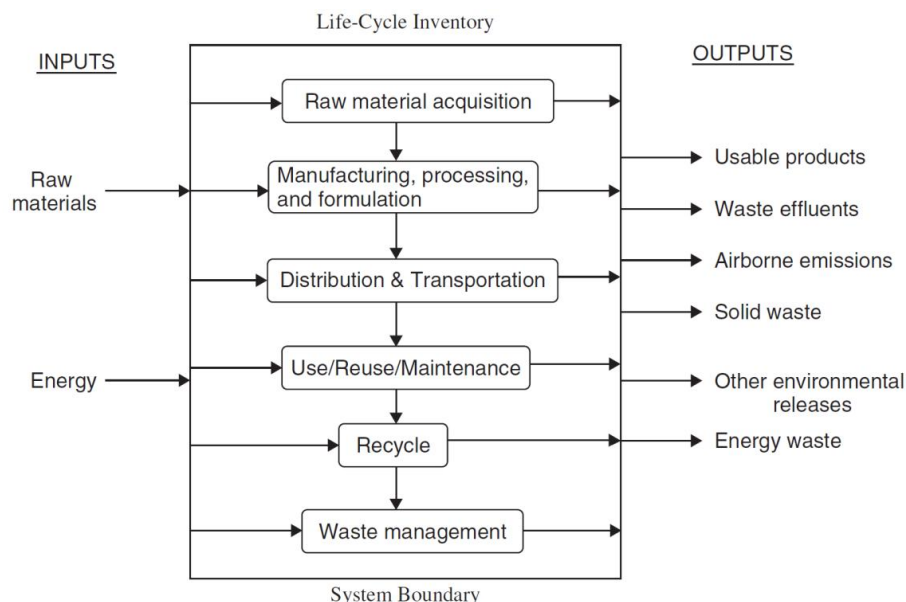 Life-Cycle Inventory
INPUTS
OUTPUTS
Raw material acquisition
Usable products
Raw
materials
Manufacturing, processing,
and formulation
Waste effluents
Airborne emissions
Distribution & Transportation
Solid waste
Energy
Use/Reuse/Maintenance
Other environmental
releases
Recycle
Energy waste
Waste management
System Boundary